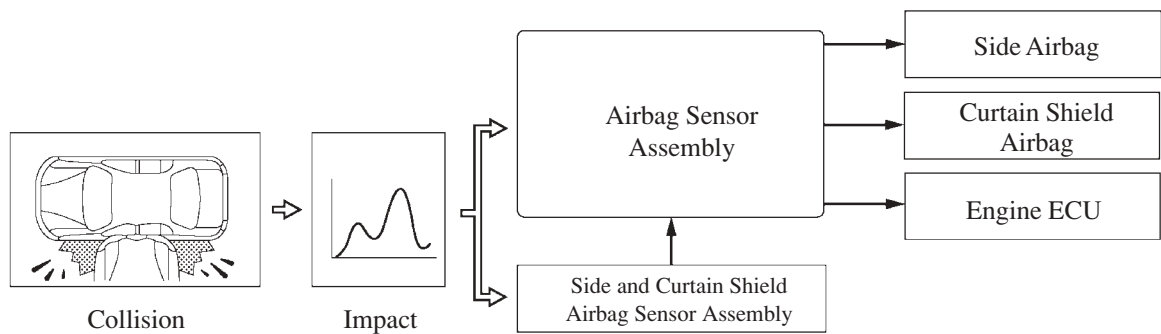 Side Airbag
Airbag Sensor
Assembly
Curtain Shield
Airbag
Engine ECU
Side and Curtain Shield
Airbag Sensor Assembly
Collision
Impact